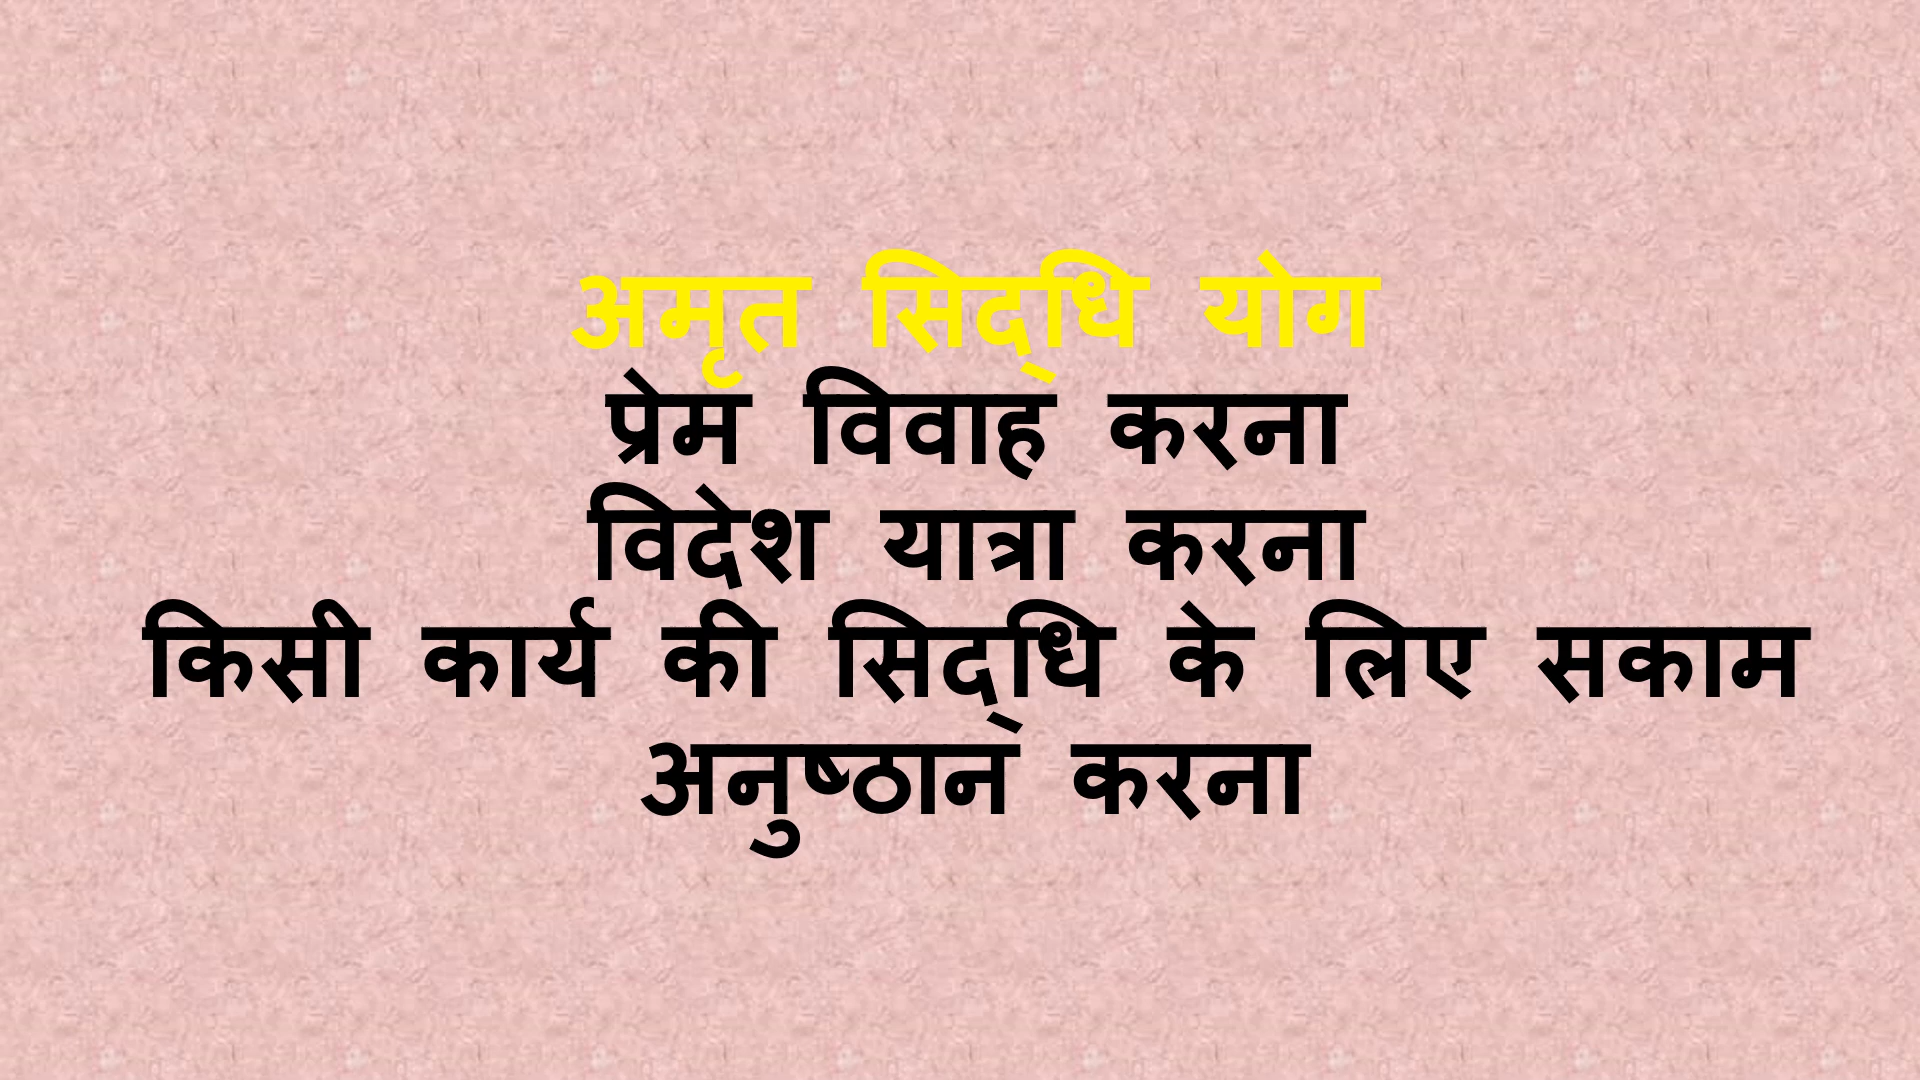 अमृत सिद्धि योग
प्रेम विवाह करना
विदेश यात्रा करना
किसी कार्य की सिद्धि के लिए सकाम
अनुष्ठान करना